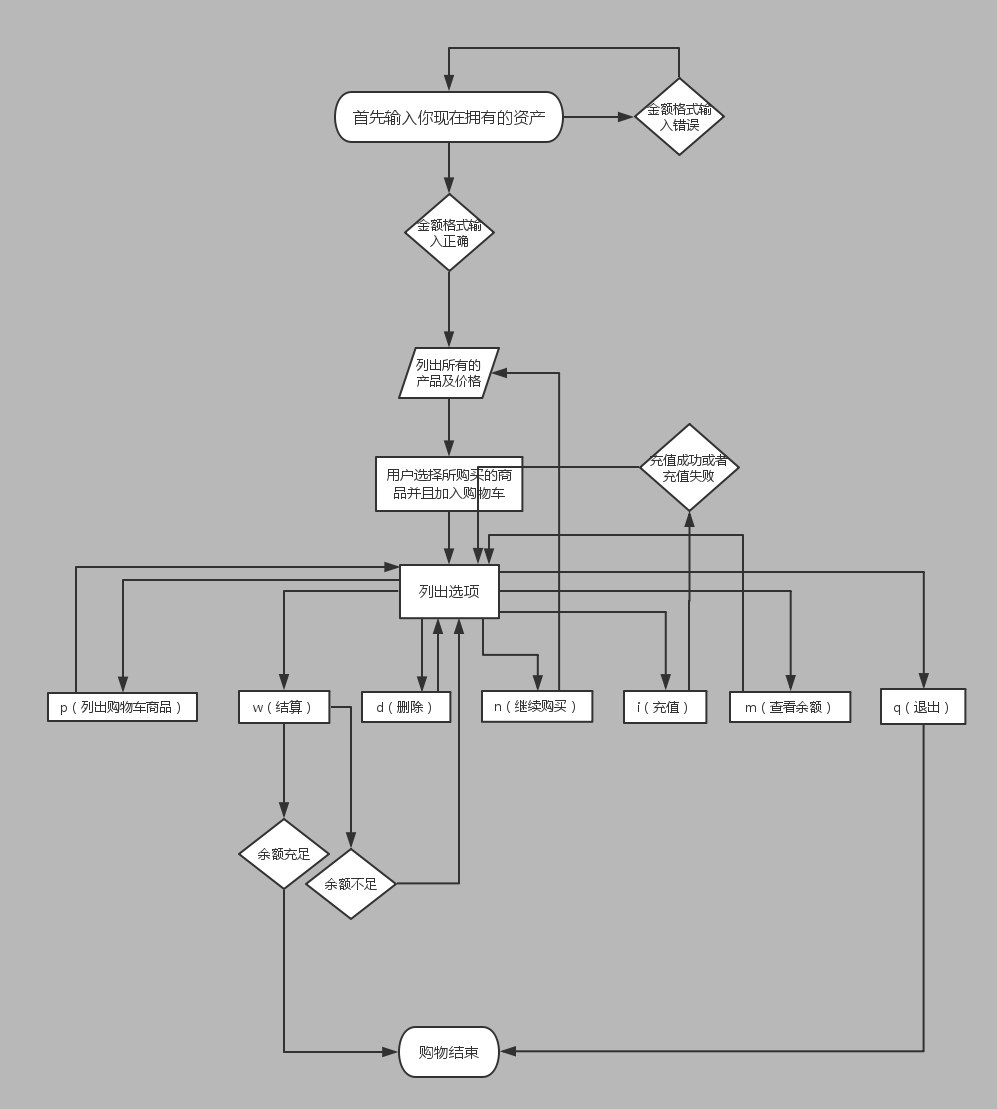 首先输入你现在拥有的资产
金额格式输
入错误
金额格式输
入正确
列出所有的
产品及价格
用户选择所购买的商
品并且加入购物车
充值成功或者
充值失败
列出选项
p（列出购物车商品）
w（结算）
d（删除）
n（继续购买）
i（充值）
m（查看余额）
q（退出）
余额充足
余额不足
购物结束